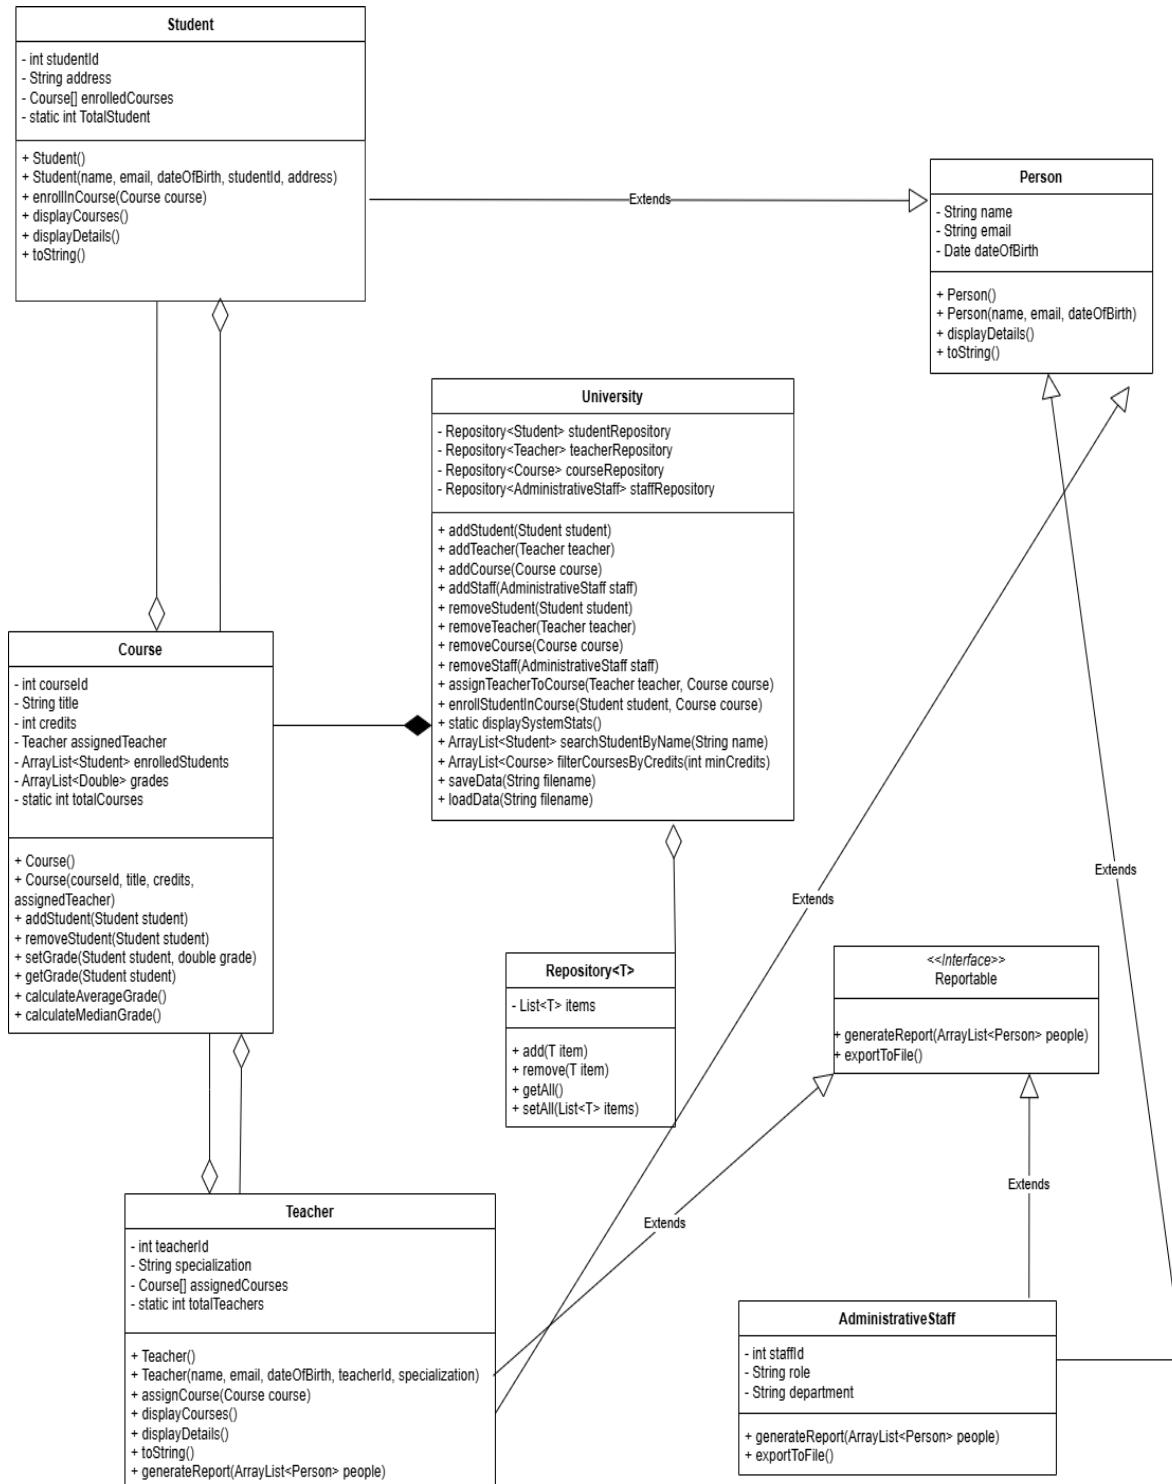 Student
- int studentId
- String address
- Course[] enrolledCourses
- static int TotalStudent
+ Student()
+ Student(name, email, dateOfBirth, studentId, address)
+ enrollInCourse(Course course)
+ displayCourses()
+ displayDetails()
+ toString()
Extends
Person
- String name
- String email
- Date dateOfBirth
+ Person()
+ Person(name, email, dateOfBirth)
+ displayDetails()
+ toString()
University
- Repository<Student> studentRepository
- Repository<Teacher> teacherRepository
- Repository<Course> courseRepository
- Repository<AdministrativeStaff> staffRepository
+ addStudent(Student student)
+ addTeacher(Teacher teacher)
+ addCourse(Course course)
+ addStaff(AdministrativeStaff staff)
+ removeStudent(Student student)
+ removeTeacher(Teacher teacher)
+ removeCourse(Course course)
+ removeStaff(AdministrativeStaff staff)
+ assignTeacherToCourse(Teacher teacher, Course course)
+ enrollStudentInCourse(Student student, Course course)
+ static displaySystemStats()
+ ArrayList<Student> searchStudentByName(String name)
+ ArrayList<Course> filterCoursesByCredits(int minCredits)
+ saveData(String filename)
+ loadData(String filename)
Course
- int courseId
- String title
- int credits
- Teacher assignedTeacher
- ArrayList<Student> enrolledStudents
- ArrayList<Double> grades
- static int totalCourses
+ Course()
+ Course(courseId, title, credits,
assignedTeacher)
+ addStudent(Student student)
+ removeStudent(Student student)
+ setGrade(Student student, double grade)
+ getGrade(Student student)
+ calculateAverageGrade()
+ calculateMedianGrade()
Extends
Extends
Repository<T>
- List<T> items
+ add(T item)
+ remove(T item)
+ getAll()
+ setAll(List<T> items)
<<Interface>>
Reportable
+ generateReport(ArrayList<Person> people)
+ exportToFile()
Extends
Extends
Teacher
- int teacherId
- String specialization
- Course[] assignedCourses
- static int totalTeachers
+ Teacher()
+ Teacher(name, email, dateOfBirth, teacherId, specialization)
+ assignCourse(Course course)
+ displayCourses()
+ displayDetails()
+ toString()
+ generateReport(ArrayList<Person> people)
AdministrativeStaff
- int staffId
- String role
- String department
+ generateReport(ArrayList<Person> people)
+ exportToFile()